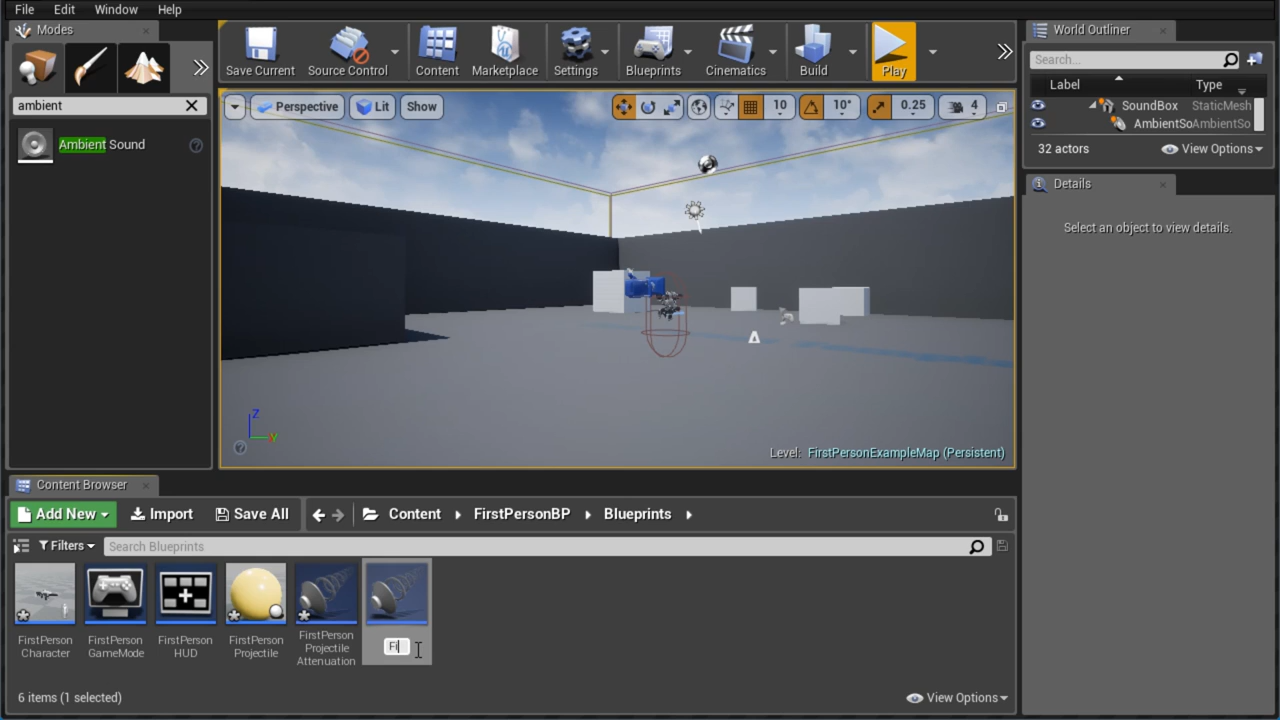 File Edit Window Help
Modes
World Outliner
Save Current
Source Control
Content
Marketplace
Settings
Blueprints
Cinematics
Build
Play
Search...
Label Type
SoundBox StaticMesh
AmbientSo AmbientSo
32 actors
View Options
ambient
Ambient Sound
Perspective Lit Show
10 10° 0.25 4
Details
Select an object to view details.
Z
Y
Level: FirstPersonExampleMap (Persistent)
Content Browser
Add New Import Save All Content FirstPersonBP Blueprints
Filters Search Blueprints
FirstPerson
Character
FirstPerson
GameMode
FirstPerson
HUD
FirstPerson
Projectile
FirstPerson
Projectile
Attenuation
Fi
6 items (1 selected)
View Options